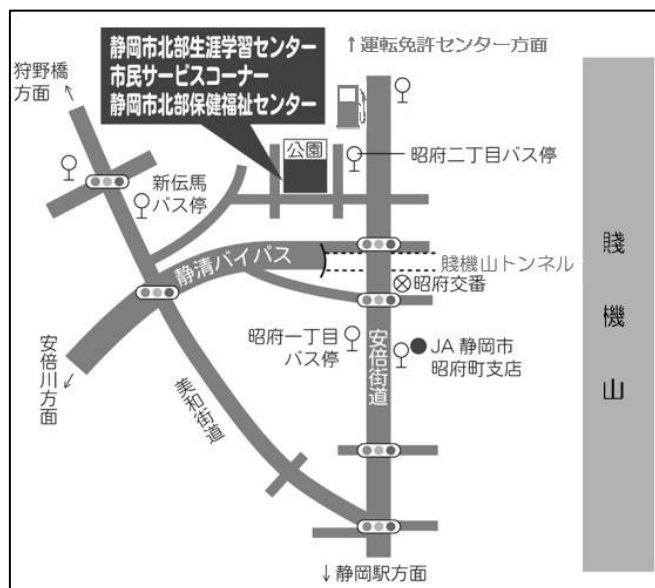 静岡市北部生涯学習センター
市民サービスコーナー
静岡市北部保健福祉センター
↑運転免許センター方面
狩野橋
方面
公園
昭府二丁目バス停
新伝馬
バス停
静清バイパス
賤機山トンネル
昭府交番
安倍川方面
昭府一丁目
バス停
安倍街道
JA 静岡市
昭府町支店
美和街道
賤機山
↓静岡駅方面